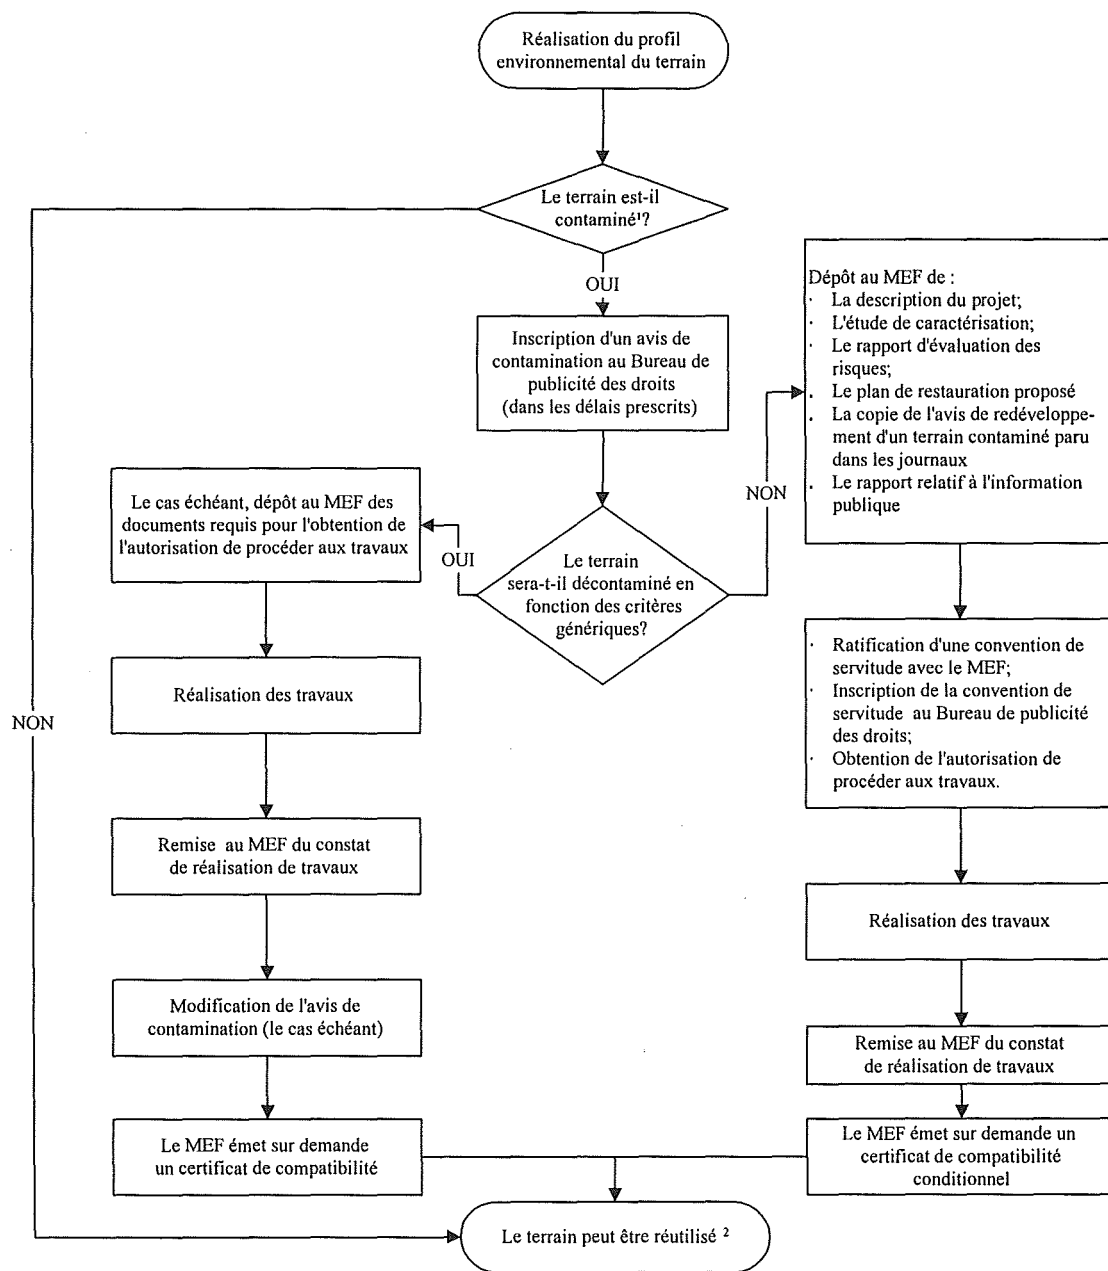 Réalisation du profil
environnemental du terrain
Le terrain est-il
contaminé¹?
OUI
Inscription d'un avis de
contamination au Bureau de
publicité des droits
(dans les délais prescrits)
Le terrain
sera-t-il décontaminé en
fonction des critères
génériques?
OUI
NON
NON
Le cas échéant, dépôt au MEF des
documents requis pour l'obtention de
l'autorisation de procéder aux travaux
Réalisation des travaux
Remise au MEF du constat
de réalisation de travaux
Modification de l'avis de
contamination (le cas échéant)
Le MEF émet sur demande
un certificat de compatibilité
Dépôt au MEF de :
· La description du projet;
· L'étude de caractérisation;
· Le rapport d'évaluation des
risques;
. Le plan de restauration proposé
. La copie de l'avis de redéveloppe-
ment d'un terrain contaminé paru
dans les journaux
. Le rapport relatif à l'information
publique
· Ratification d'une convention de
servitude avec le MEF;
· Inscription de la convention de
servitude au Bureau de publicité
des droits;
· Obtention de l'autorisation de
procéder aux travaux.
Réalisation des travaux
Remise au MEF du constat
de réalisation de travaux
Le MEF émet sur demande un
certificat de compatibilité
conditionnel
Le terrain peut être réutilisé ²